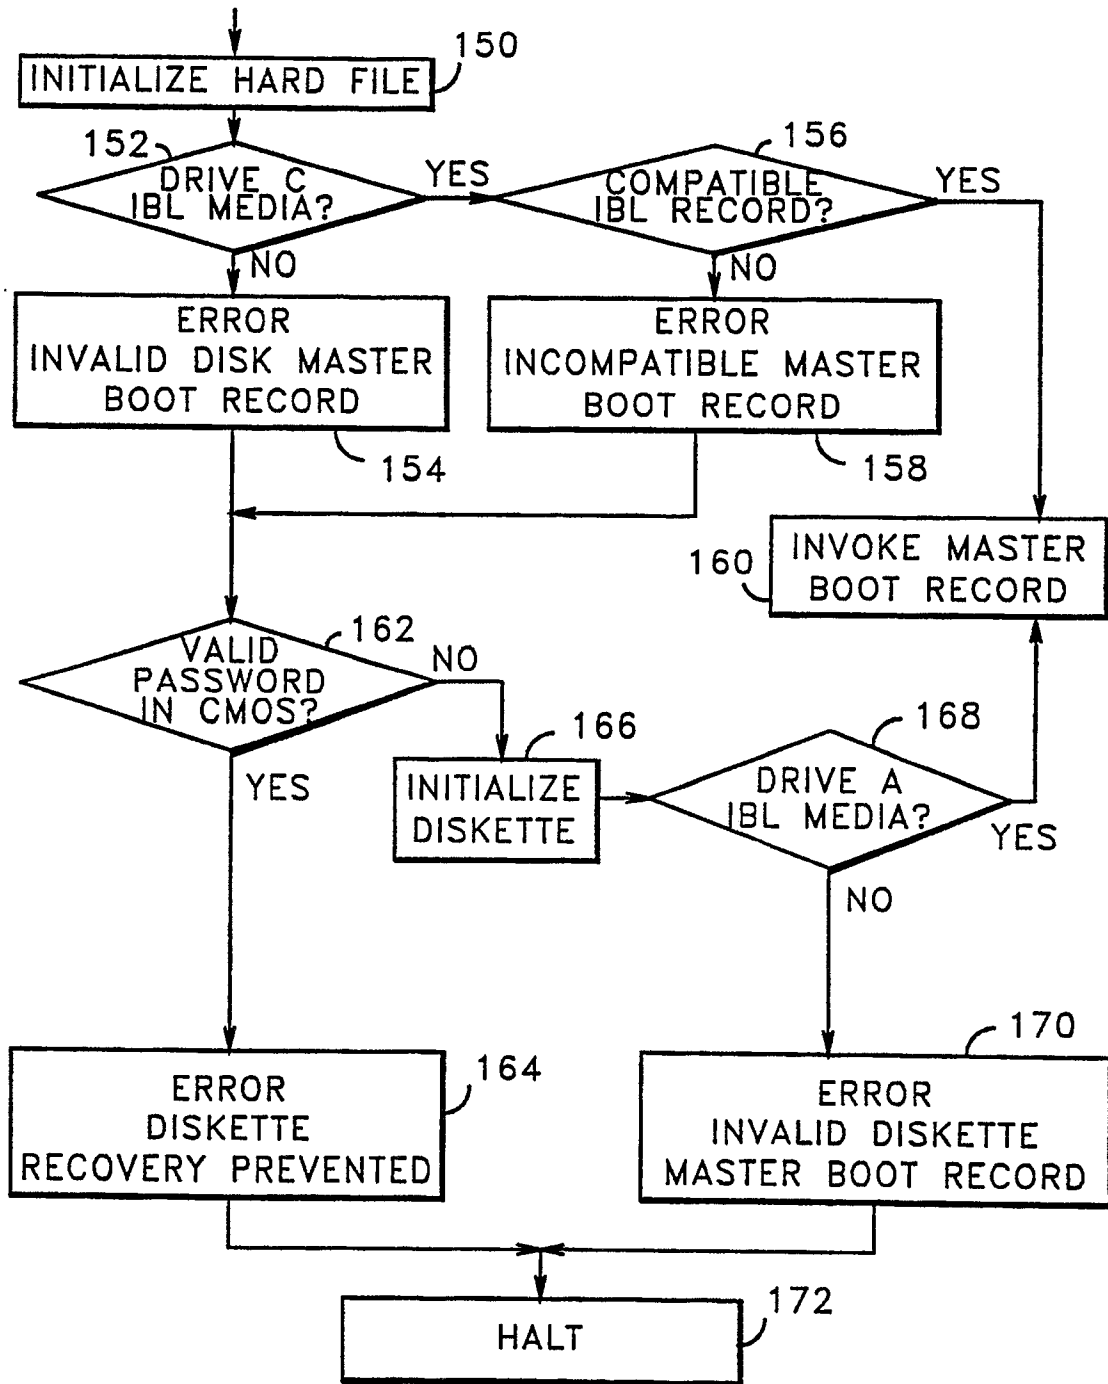 150
INITIALIZE HARD FILE
152
DRIVE C
IBL MEDIA?
YES
156
COMPATIBLE
IBL RECORD?
YES
NO
NO
ERROR
INVALID DISK MASTER
BOOT RECORD
154
ERROR
INCOMPATIBLE MASTER
BOOT RECORD
158
160
INVOKE MASTER
BOOT RECORD
162
VALID
PASSWORD
IN CMOS?
NO
YES
166
INITIALIZE
DISKETTE
168
DRIVE A
IBL MEDIA?
YES
NO
164
ERROR
DISKETTE
RECOVERY PREVENTED
170
ERROR
INVALID DISKETTE
MASTER BOOT RECORD
172
HALT